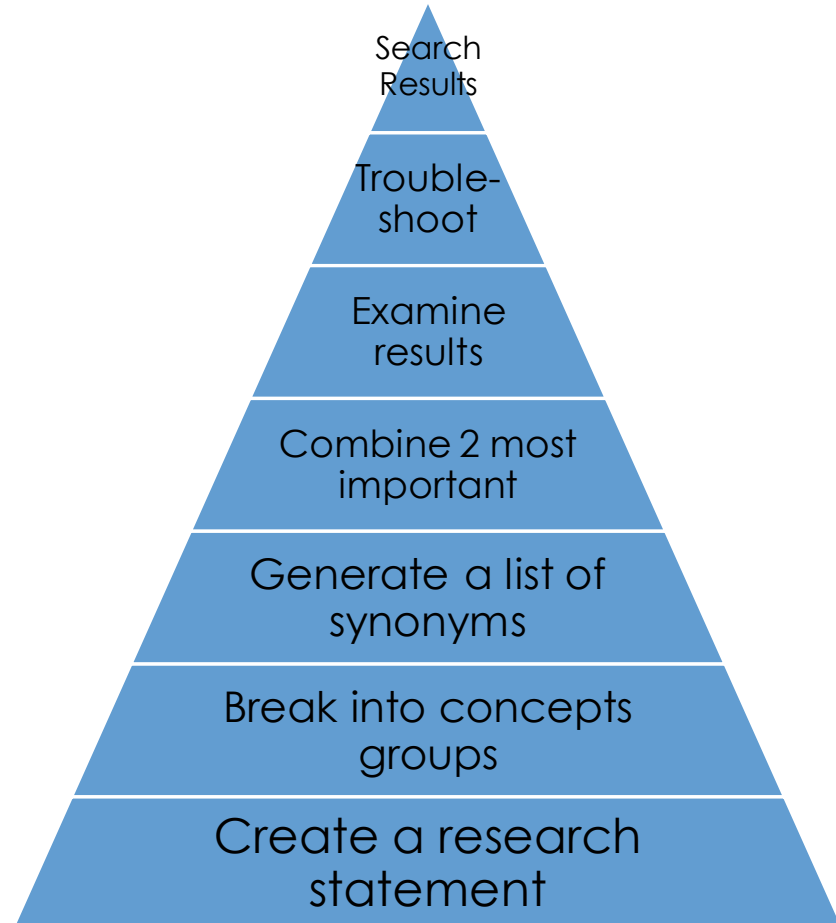 Search
Results
Trouble-
shoot
Examine
results
Combine 2 most
important
Generate a list of
synonyms
Break into concepts
groups
Create a research
statement